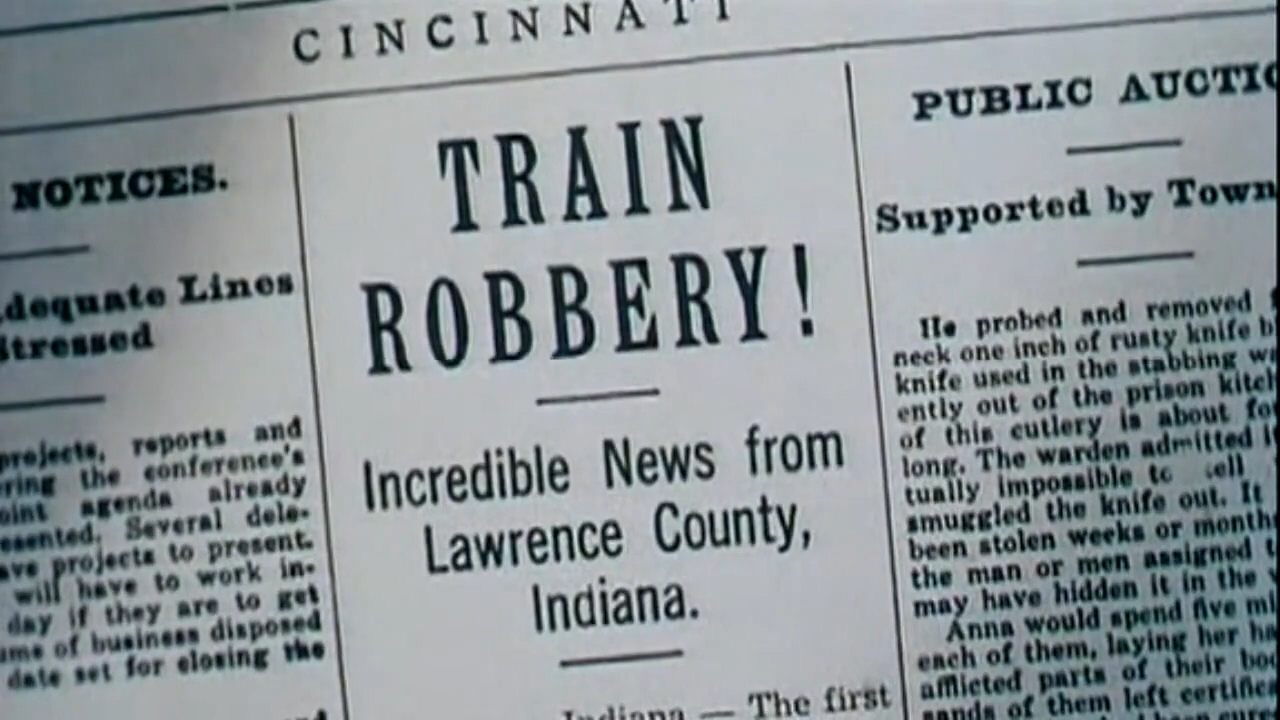 CINCINNATI
NOTICES.
dequate Lines
Stressed
projects, reports and
ring the conference's
oint agenda already
esented. Several dele-
ave projects to present.
will have to work in-
day if they are to get
ume of business disposed
date set for closing the
TRAIN
ROBBERY!
Incredible News from
Lawrence County,
Indiana.
Indiana — The first
PUBLIC AUCTIO
Supported by Town
He probed and removed
neck one inch of rusty knife b
knife used in the stabbing wa
ently out of the prison kitch
of this cutlery is about fo
long. The warden admitted i
tually impossible to ell
smuggled the knife out. It
been stolen weeks or month
the man or men assigned t
may have hidden it in the
Anna would spend five mi
each of them, laying her ha
afflicted parts of their bod
sands of them left certifica